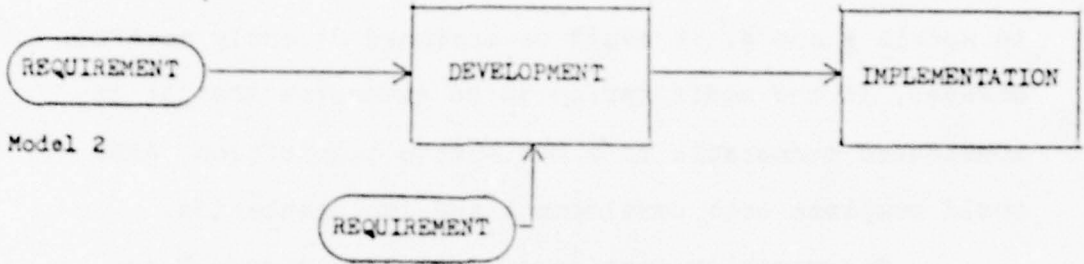 REQUIREMENT DEVELOPMENT IMPLEMENTATION
Model 2
REQUIREMENT